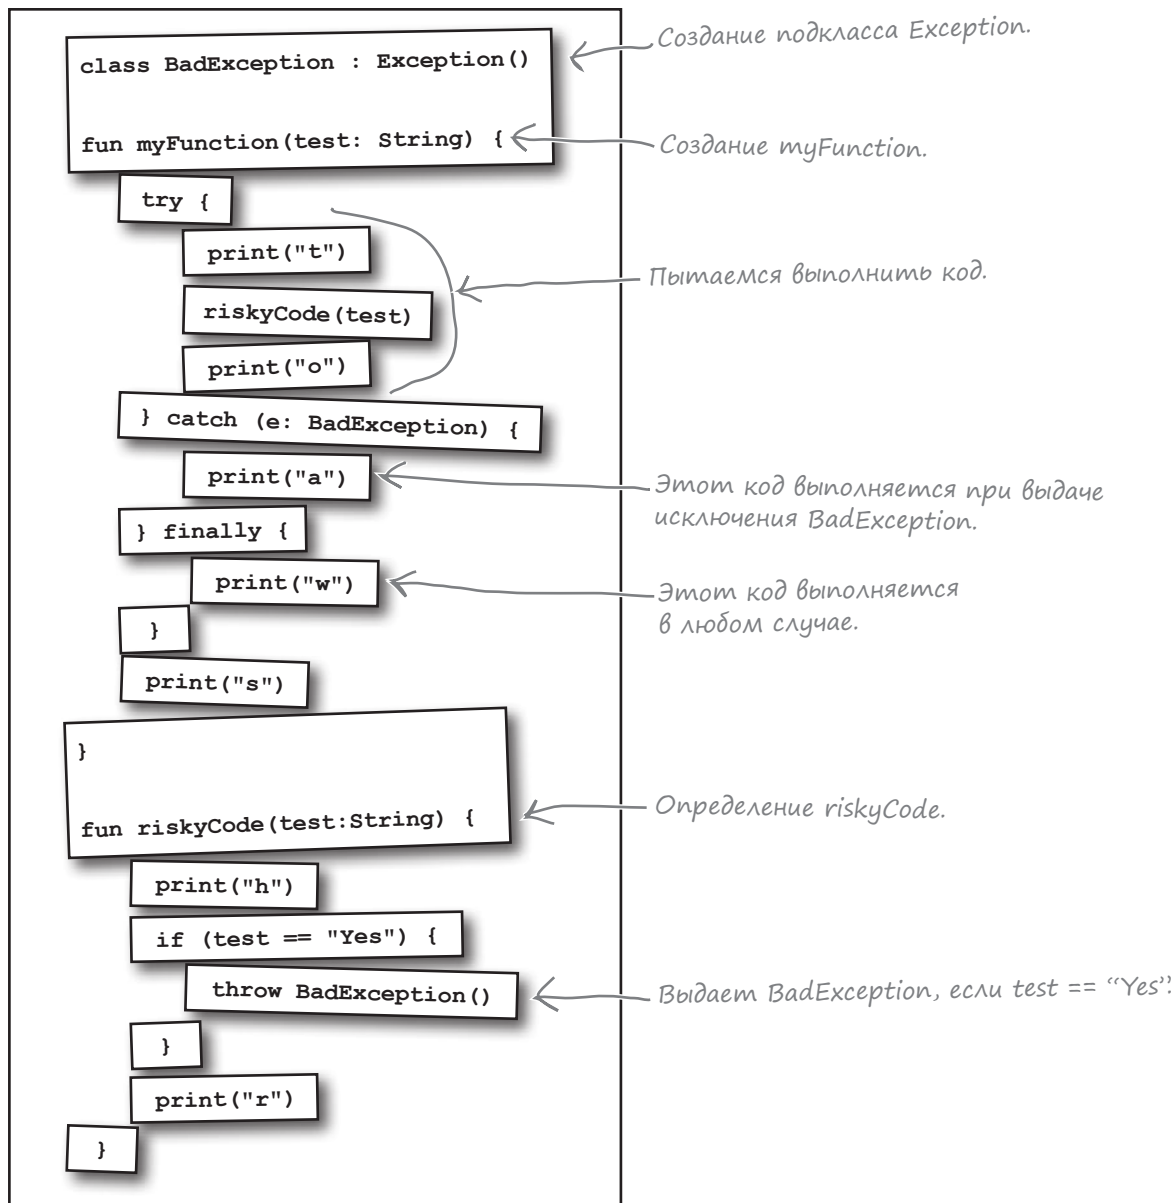 class BadException : Exception()
Создание подкласса Exception.
fun myFunction(test: String) {
Создание myFunction.
try {
print("t")
Пытаемся выполнить код.
riskyCode(test)
print("o")
} catch (e: BadException) {
print("a")
Этот код выполняется при выдаче
исключения BadException.
} finally {
print("w")
Этот код выполняется
в любом случае.
}
print("s")
}
fun riskyCode(test:String) {
Определение riskyCode.
print("h")
if (test == "Yes") {
throw BadException()
Выдает BadException, если test == “Yes”.
}
print("r")
}